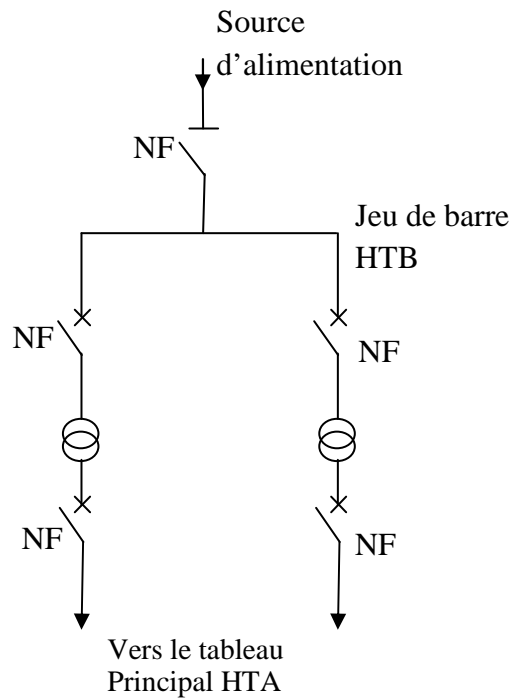 Source
d’alimentation
NF
Jeu de barre
HTB
NF
NF
NF
NF
Vers le tableau
Principal HTA